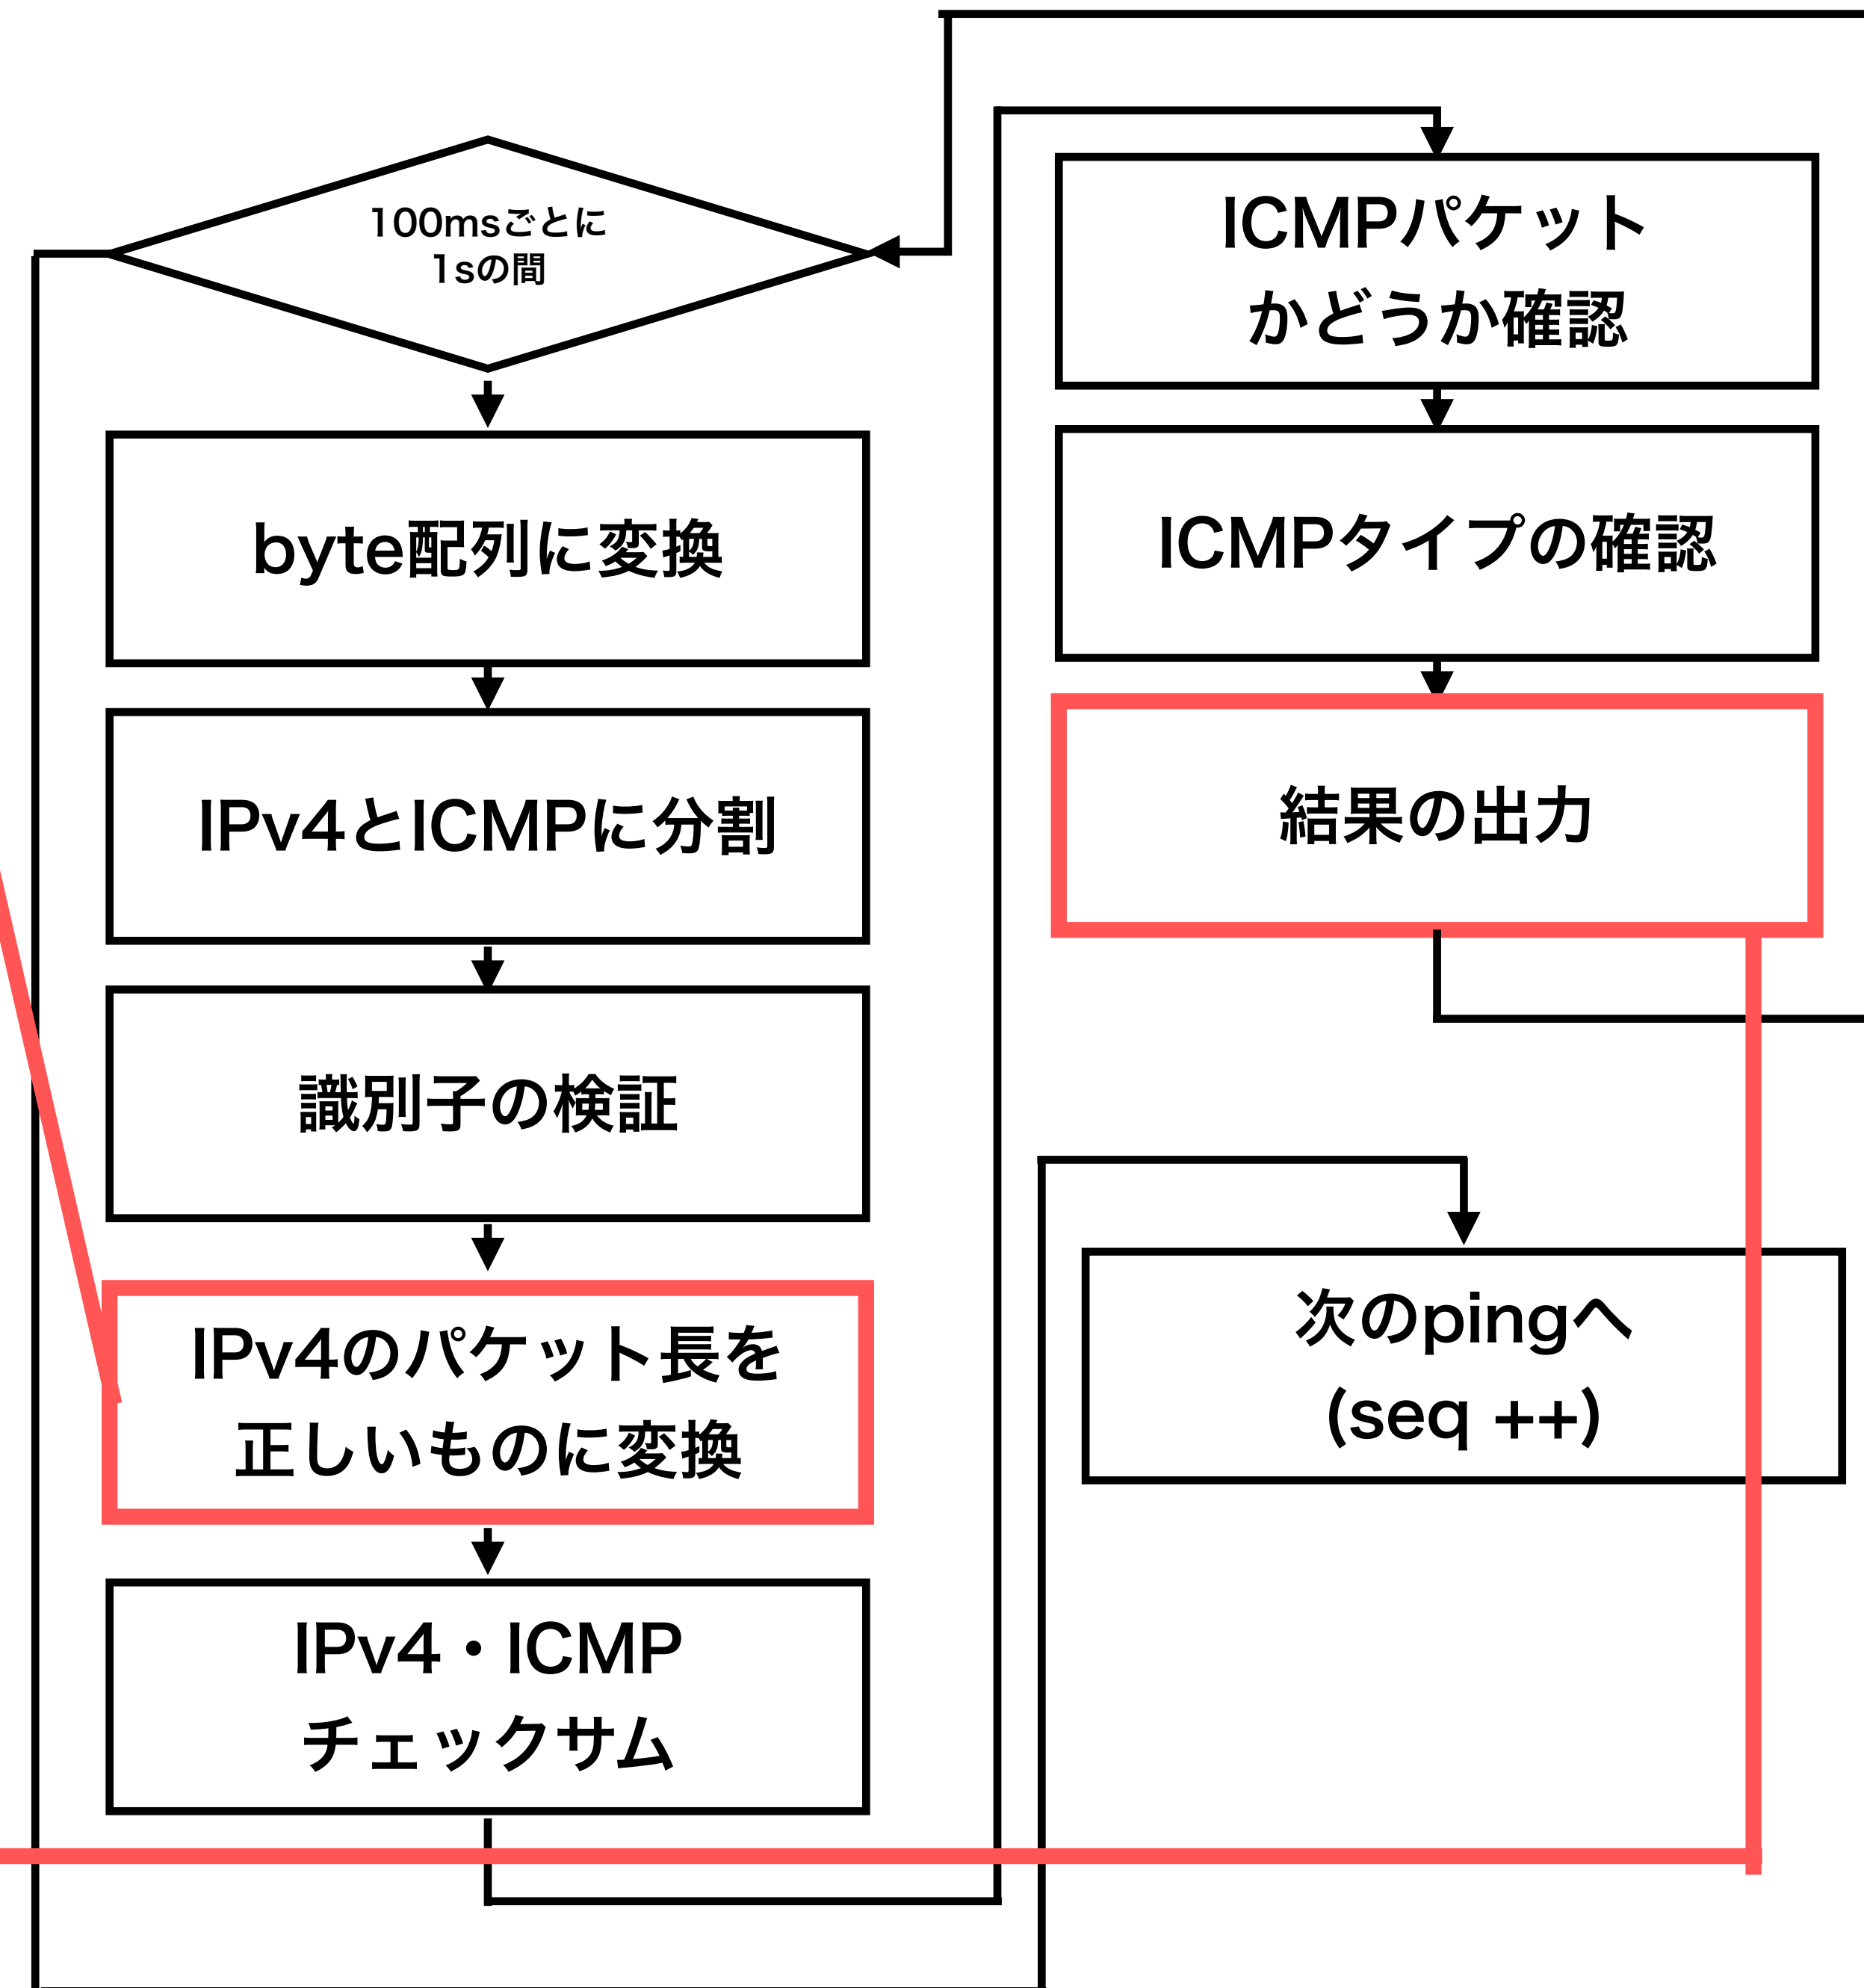 100msごとに
1sの間
byte配列に変換
IPv4とICMPに分割
識別子の検証
IPv4のパケット長を
正しいものに変換
IPv4・ICMP
チェックサム
ICMPパケット
かどうか確認
ICMPタイプの確認
結果の出力
次のpingへ
(seq ++)